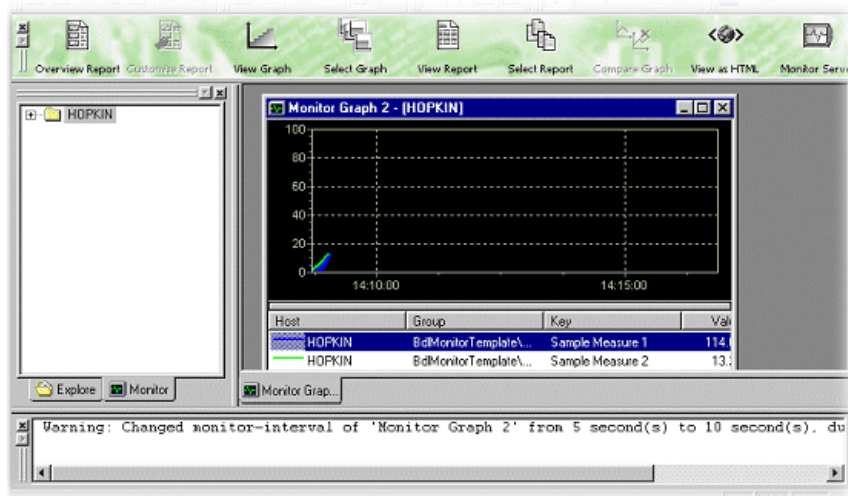 Overview Report Customize Report View Graph Select Graph View Report Select Report Compare Graph View as HTML Monitor Serv
HOPKIN
Monitor Graph 2 - [HOPKIN]
100
80
60
40
20
0
14:10:00 14:15:00
Host Group Key Val
HOPKIN BdlMonitorTemplate\... Sample Measure 1 114.
HOPKIN BdlMonitorTemplate\... Sample Measure 2 13.
Explore Monitor Monitor Grap...
Warning: Changed monitor-interval of 'Monitor Graph 2' from 5 second(s) to 10 second(s), du